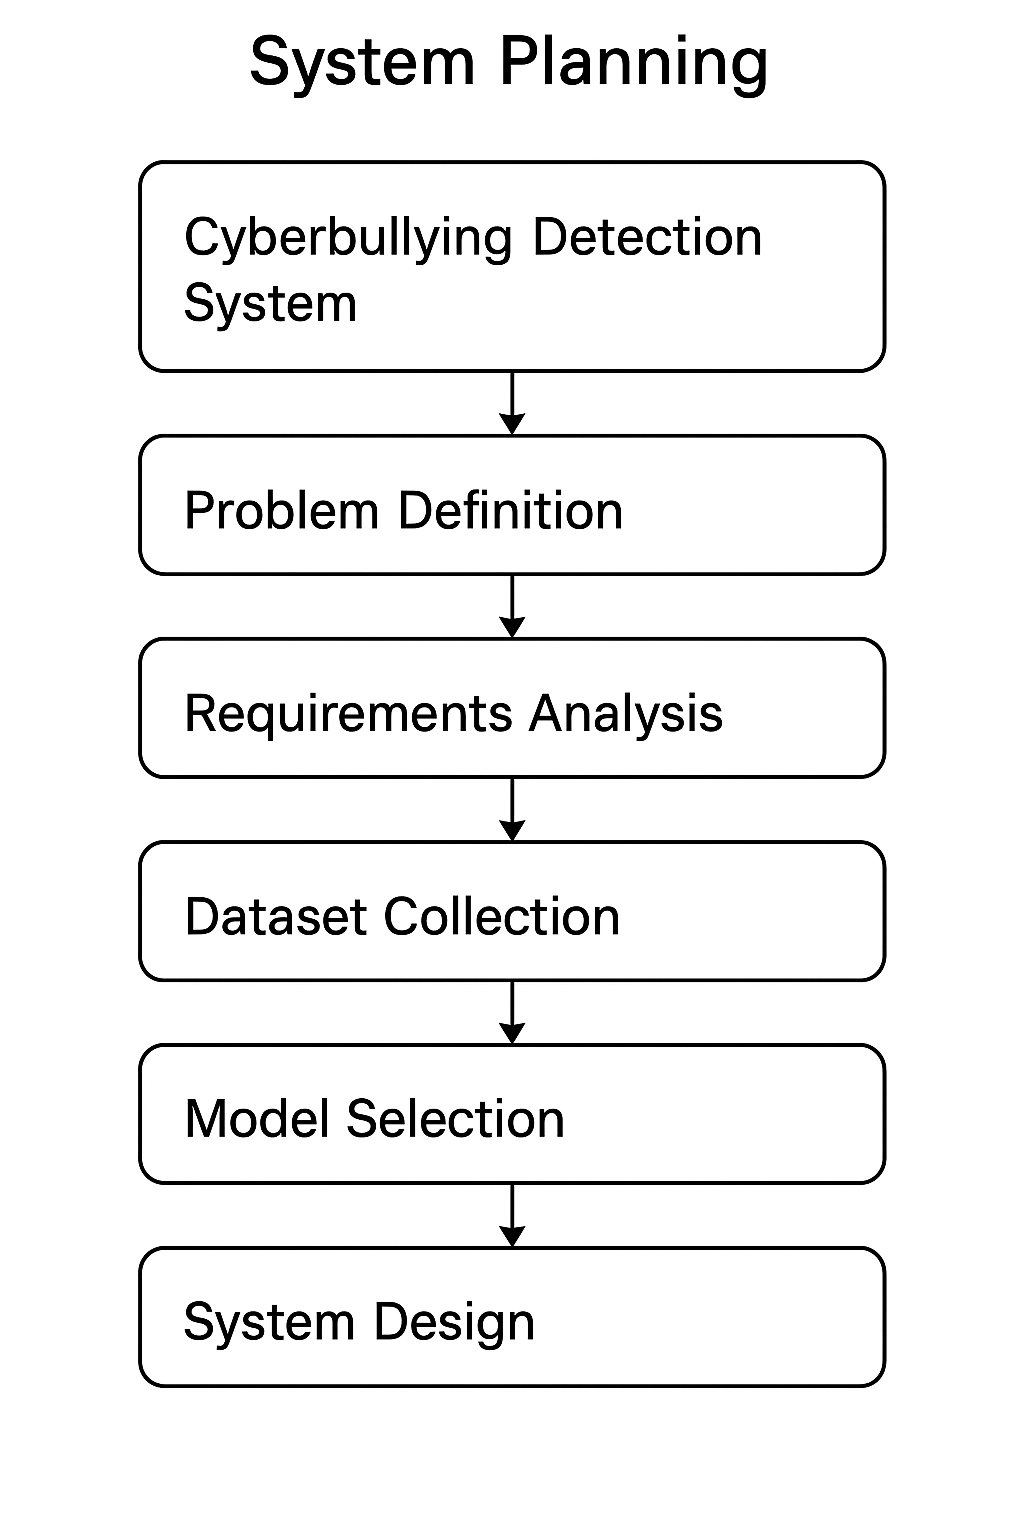 System Planning
Cyberbullying Detection
System
Problem Definition
Requirements Analysis
Dataset Collection
Model Selection
System Design